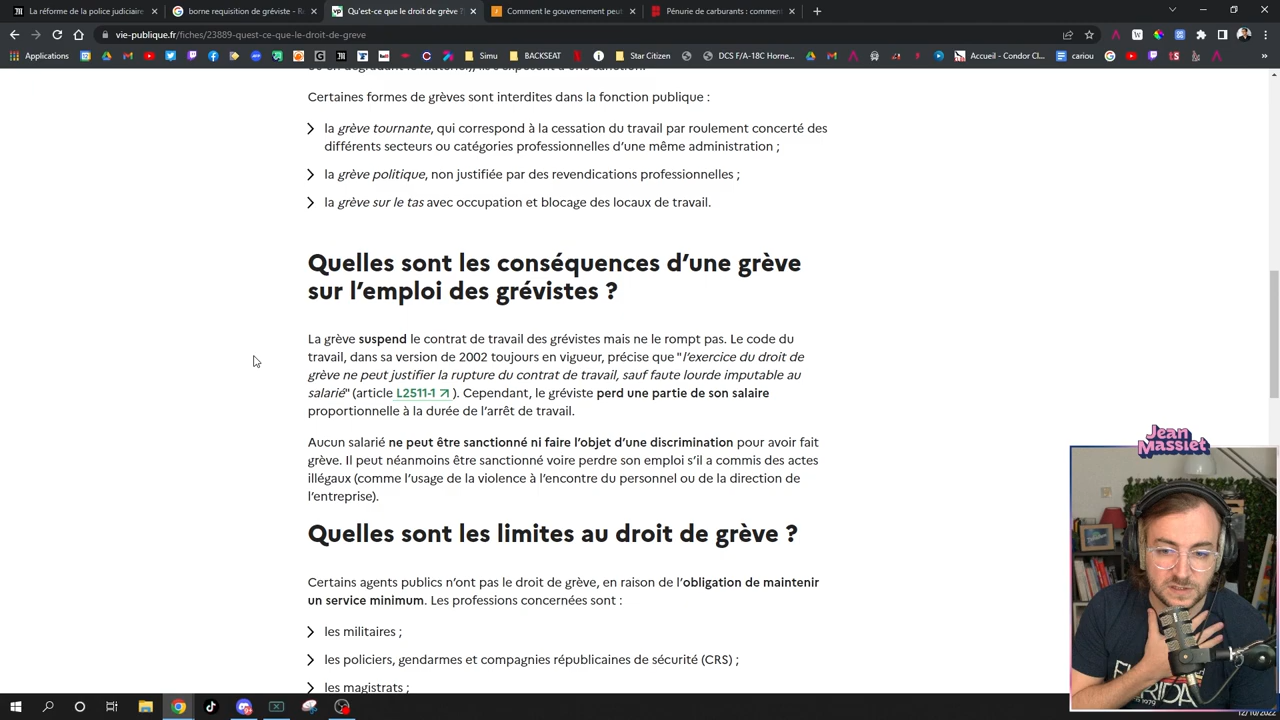 La réforme de la police judiciaire
borne requisition de gréviste - Re
Qu'est-ce que le droit de grève ?
Comment le gouvernement peut
Pénurie de carburants : comment
vie-publique.fr/fiches/23889-quest-ce-que-le-droit-de-greve
Applications
Simu
BACKSEAT
Star Citizen
DCS F/A-18C Horne...
Accueil - Condor Cl...
cariou
Certaines formes de grèves sont interdites dans la fonction publique :
la grève tournante, qui correspond à la cessation du travail par roulement concerté des
différents secteurs ou catégories professionnelles d'une même administration ;
la grève politique, non justifiée par des revendications professionnelles ;
la grève sur le tas avec occupation et blocage des locaux de travail.
Quelles sont les conséquences d'une grève
sur l'emploi des grévistes ?
La grève suspend le contrat de travail des grévistes mais ne le rompt pas. Le code du
travail, dans sa version de 2002 toujours en vigueur, précise que "l'exercice du droit de
grève ne peut justifier la rupture du contrat de travail, sauf faute lourde imputable au
salarié" (article L2511-1 ). Cependant, le gréviste perd une partie de son salaire
proportionnelle à la durée de l'arrêt de travail.
Aucun salarié ne peut être sanctionné ni faire l'objet d'une discrimination pour avoir fait
grève. Il peut néanmoins être sanctionné voire perdre son emploi s'il a commis des actes
illégaux (comme l'usage de la violence à l'encontre du personnel ou de la direction de
l'entreprise).
Quelles sont les limites au droit de grève ?
Certains agents publics n'ont pas le droit de grève, en raison de l'obligation de maintenir
un service minimum. Les professions concernées sont :
les militaires ;
les policiers, gendarmes et compagnies républicaines de sécurité (CRS) ;
les magistrats ;
Jean
Massiet
12/10/2022